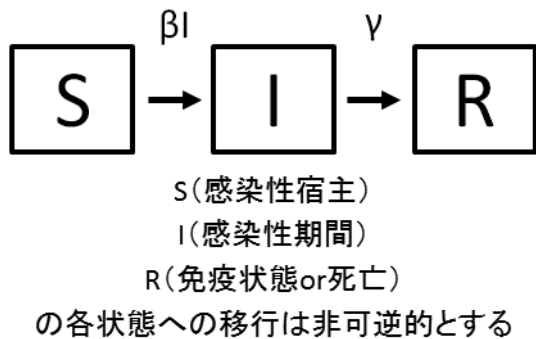 βI γ
S I R
S(感染性宿主)
I(感染性期間)
R(免疫状態or死亡)
の各状態への移行は非可逆的とする